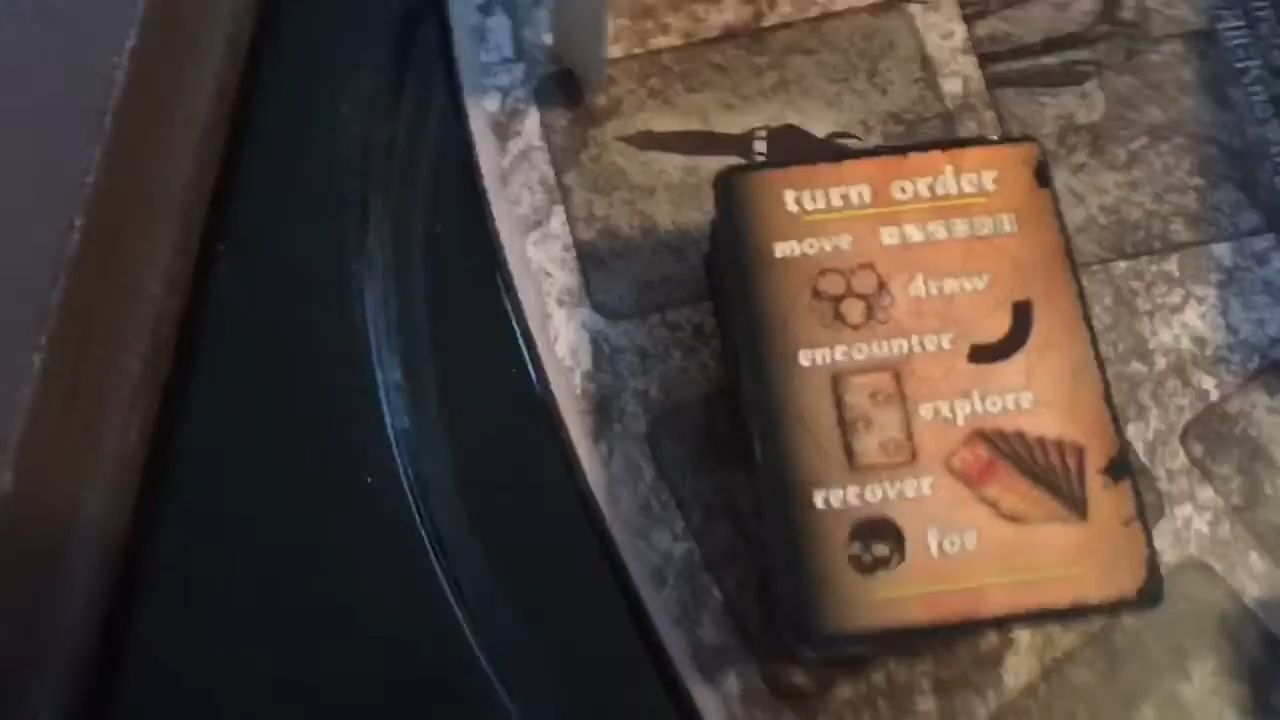 turn order
move
draw
encounter
explore
recover
foe